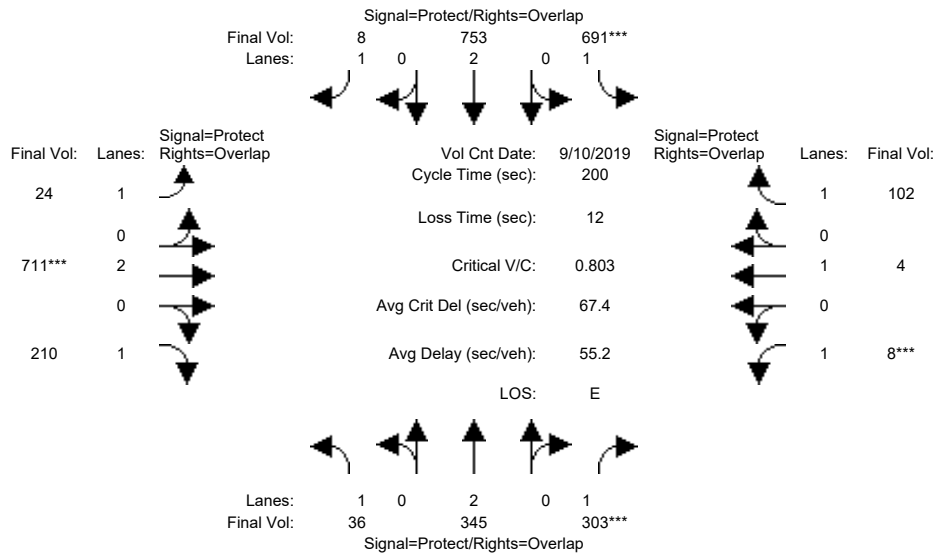 Signal=Protect/Rights=Overlap
Final Vol: 8 753 691***
Lanes: 1 0 2 0 1
Signal=Protect
Final Vol: Lanes: Rights=Overlap
Vol Cnt Date: 9/10/2019
Signal=Protect
Rights=Overlap Lanes: Final Vol:
Cycle Time (sec): 200
24 1
1 102
Loss Time (sec): 12
0
0
711*** 2
Critical V/C: 0.803
1 4
0
Avg Crit Del (sec/veh): 67.4
0
210 1
Avg Delay (sec/veh): 55.2
1 8***
LOS: E
Lanes: 1 0 2 0 1
Final Vol: 36 345 303***
Signal=Protect/Rights=Overlap